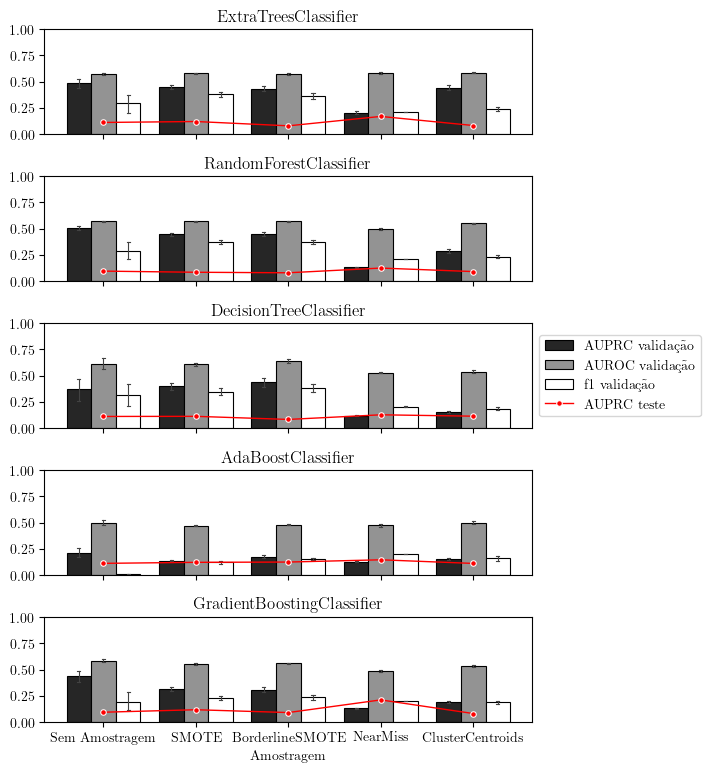 ExtraTreesClassifier
1.00
0.75
0.50
0.25
0.00
RandomForestClassifier
1.00
0.75
0.50
0.25
0.00
DecisionTreeClassifier
1.00
0.75
0.50
0.25
0.00
AUPRC validação
AUROC validação
f1 validação
AUPRC teste
AdaBoostClassifier
1.00
0.75
0.50
0.25
0.00
GradientBoostingClassifier
1.00
0.75
0.50
0.25
0.00
Sem Amostragem SMOTE BorderlineSMOTE NearMiss ClusterCentroids
Amostragem